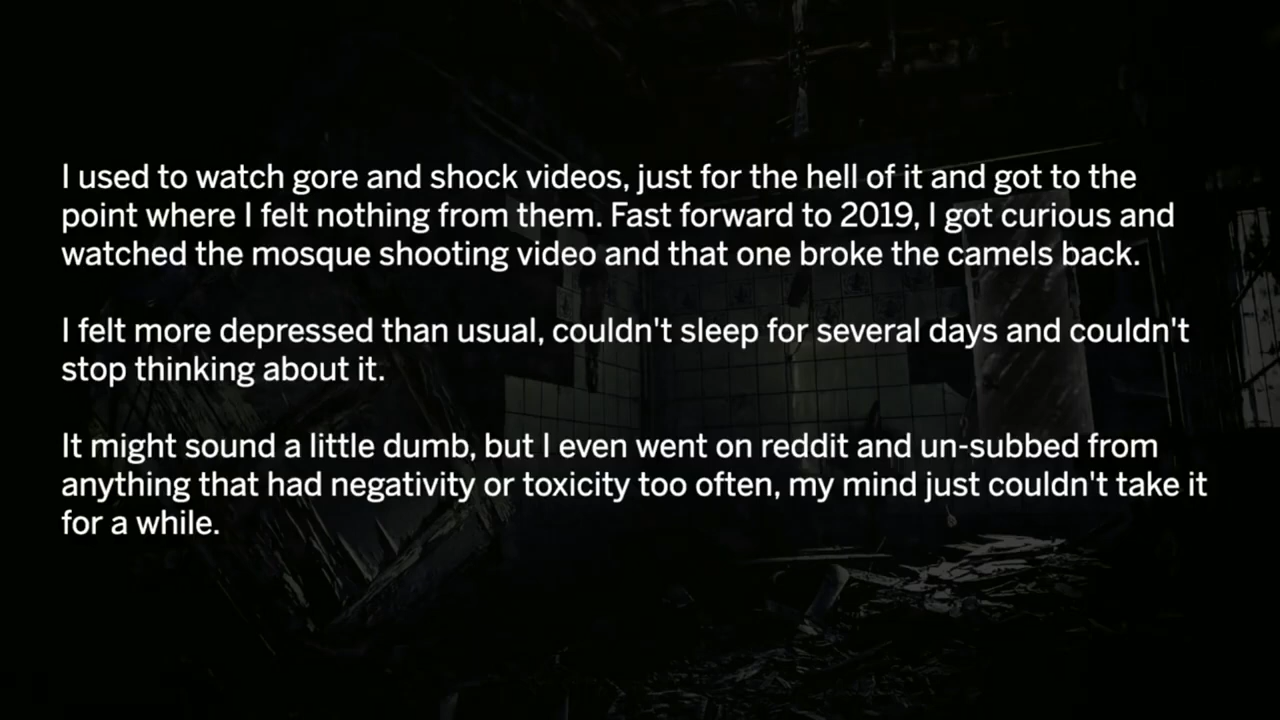 I used to watch gore and shock videos, just for the hell of it and got to the
point where I felt nothing from them. Fast forward to 2019, I got curious and
watched the mosque shooting video and that one broke the camels back.
I felt more depressed than usual, couldn't sleep for several days and couldn't
stop thinking about it.
It might sound a little dumb, but I even went on reddit and un-subbed from
anything that had negativity or toxicity too often, my mind just couldn't take it
for a while.